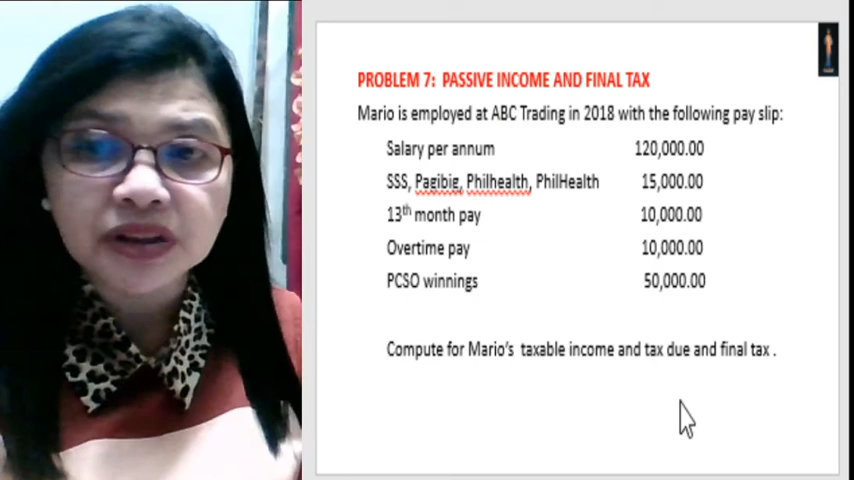 PROBLEM 7: PASSIVE INCOME AND FINAL TAX
Mario is employed at ABC Trading in 2018 with the following pay slip:
Salary per annum 120,000.00
SSS, Pagibig, Philhealth, PhilHealth 15,000.00
13th month pay 10,000.00
Overtime pay 10,000.00
PCSO winnings 50,000.00
Compute for Mario's taxable income and tax due and final tax .